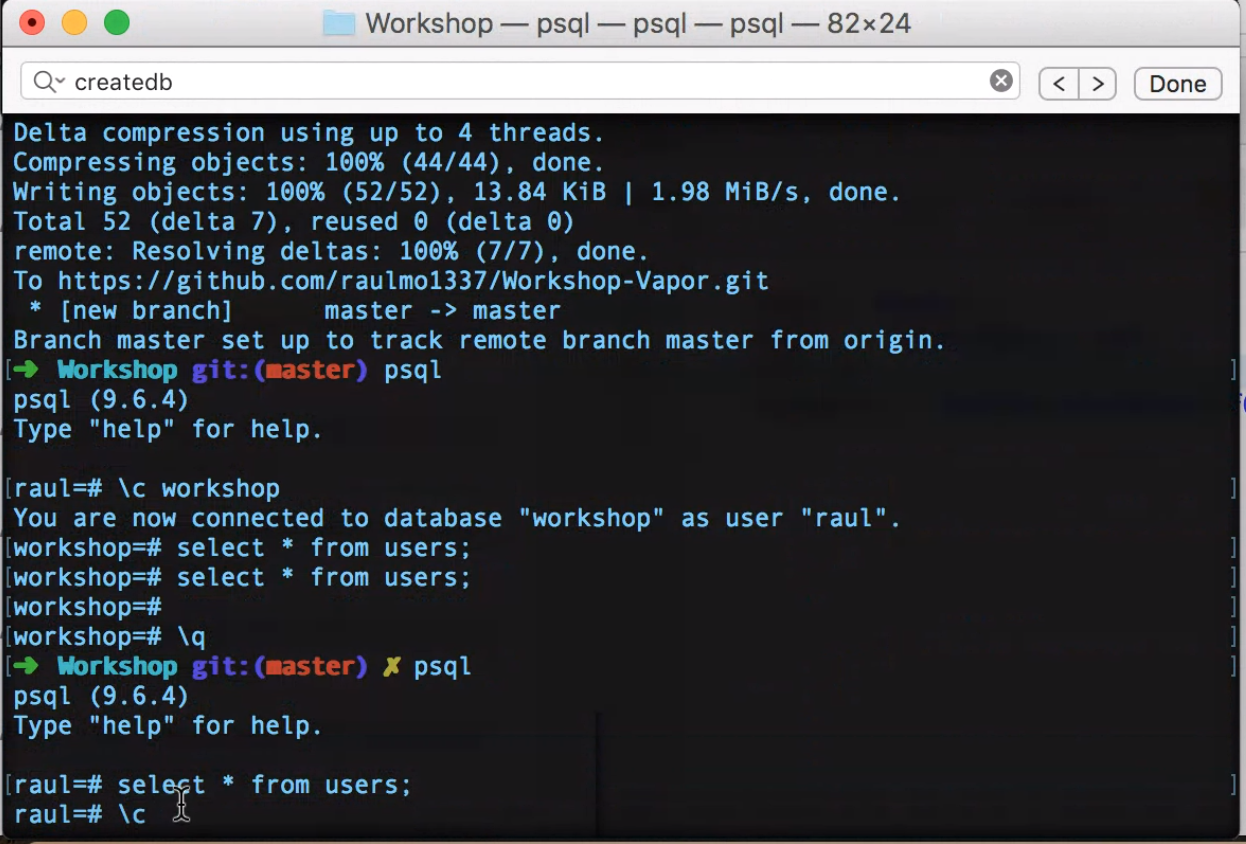 Workshop — psql — psql — psql — 82×24
createdb
< > Done
Delta compression using up to 4 threads.
Compressing objects: 100% (44/44), done.
Writing objects: 100% (52/52), 13.84 KiB | 1.98 MiB/s, done.
Total 52 (delta 7), reused 0 (delta 0)
remote: Resolving deltas: 100% (7/7), done.
To https://github.com/raulmo1337/Workshop-Vapor.git
 * [new branch]      master -> master
Branch master set up to track remote branch master from origin.
[➜  Workshop git:(master) psql ]
psql (9.6.4)
Type "help" for help.
[raul=# \c workshop ]
You are now connected to database "workshop" as user "raul".
[workshop=# select * from users; ]
[workshop=# select * from users; ]
[workshop=# ]
[workshop=# \q ]
[➜  Workshop git:(master) ✗ psql ]
psql (9.6.4)
Type "help" for help.
[raul=# select * from users; ]
raul=# \c